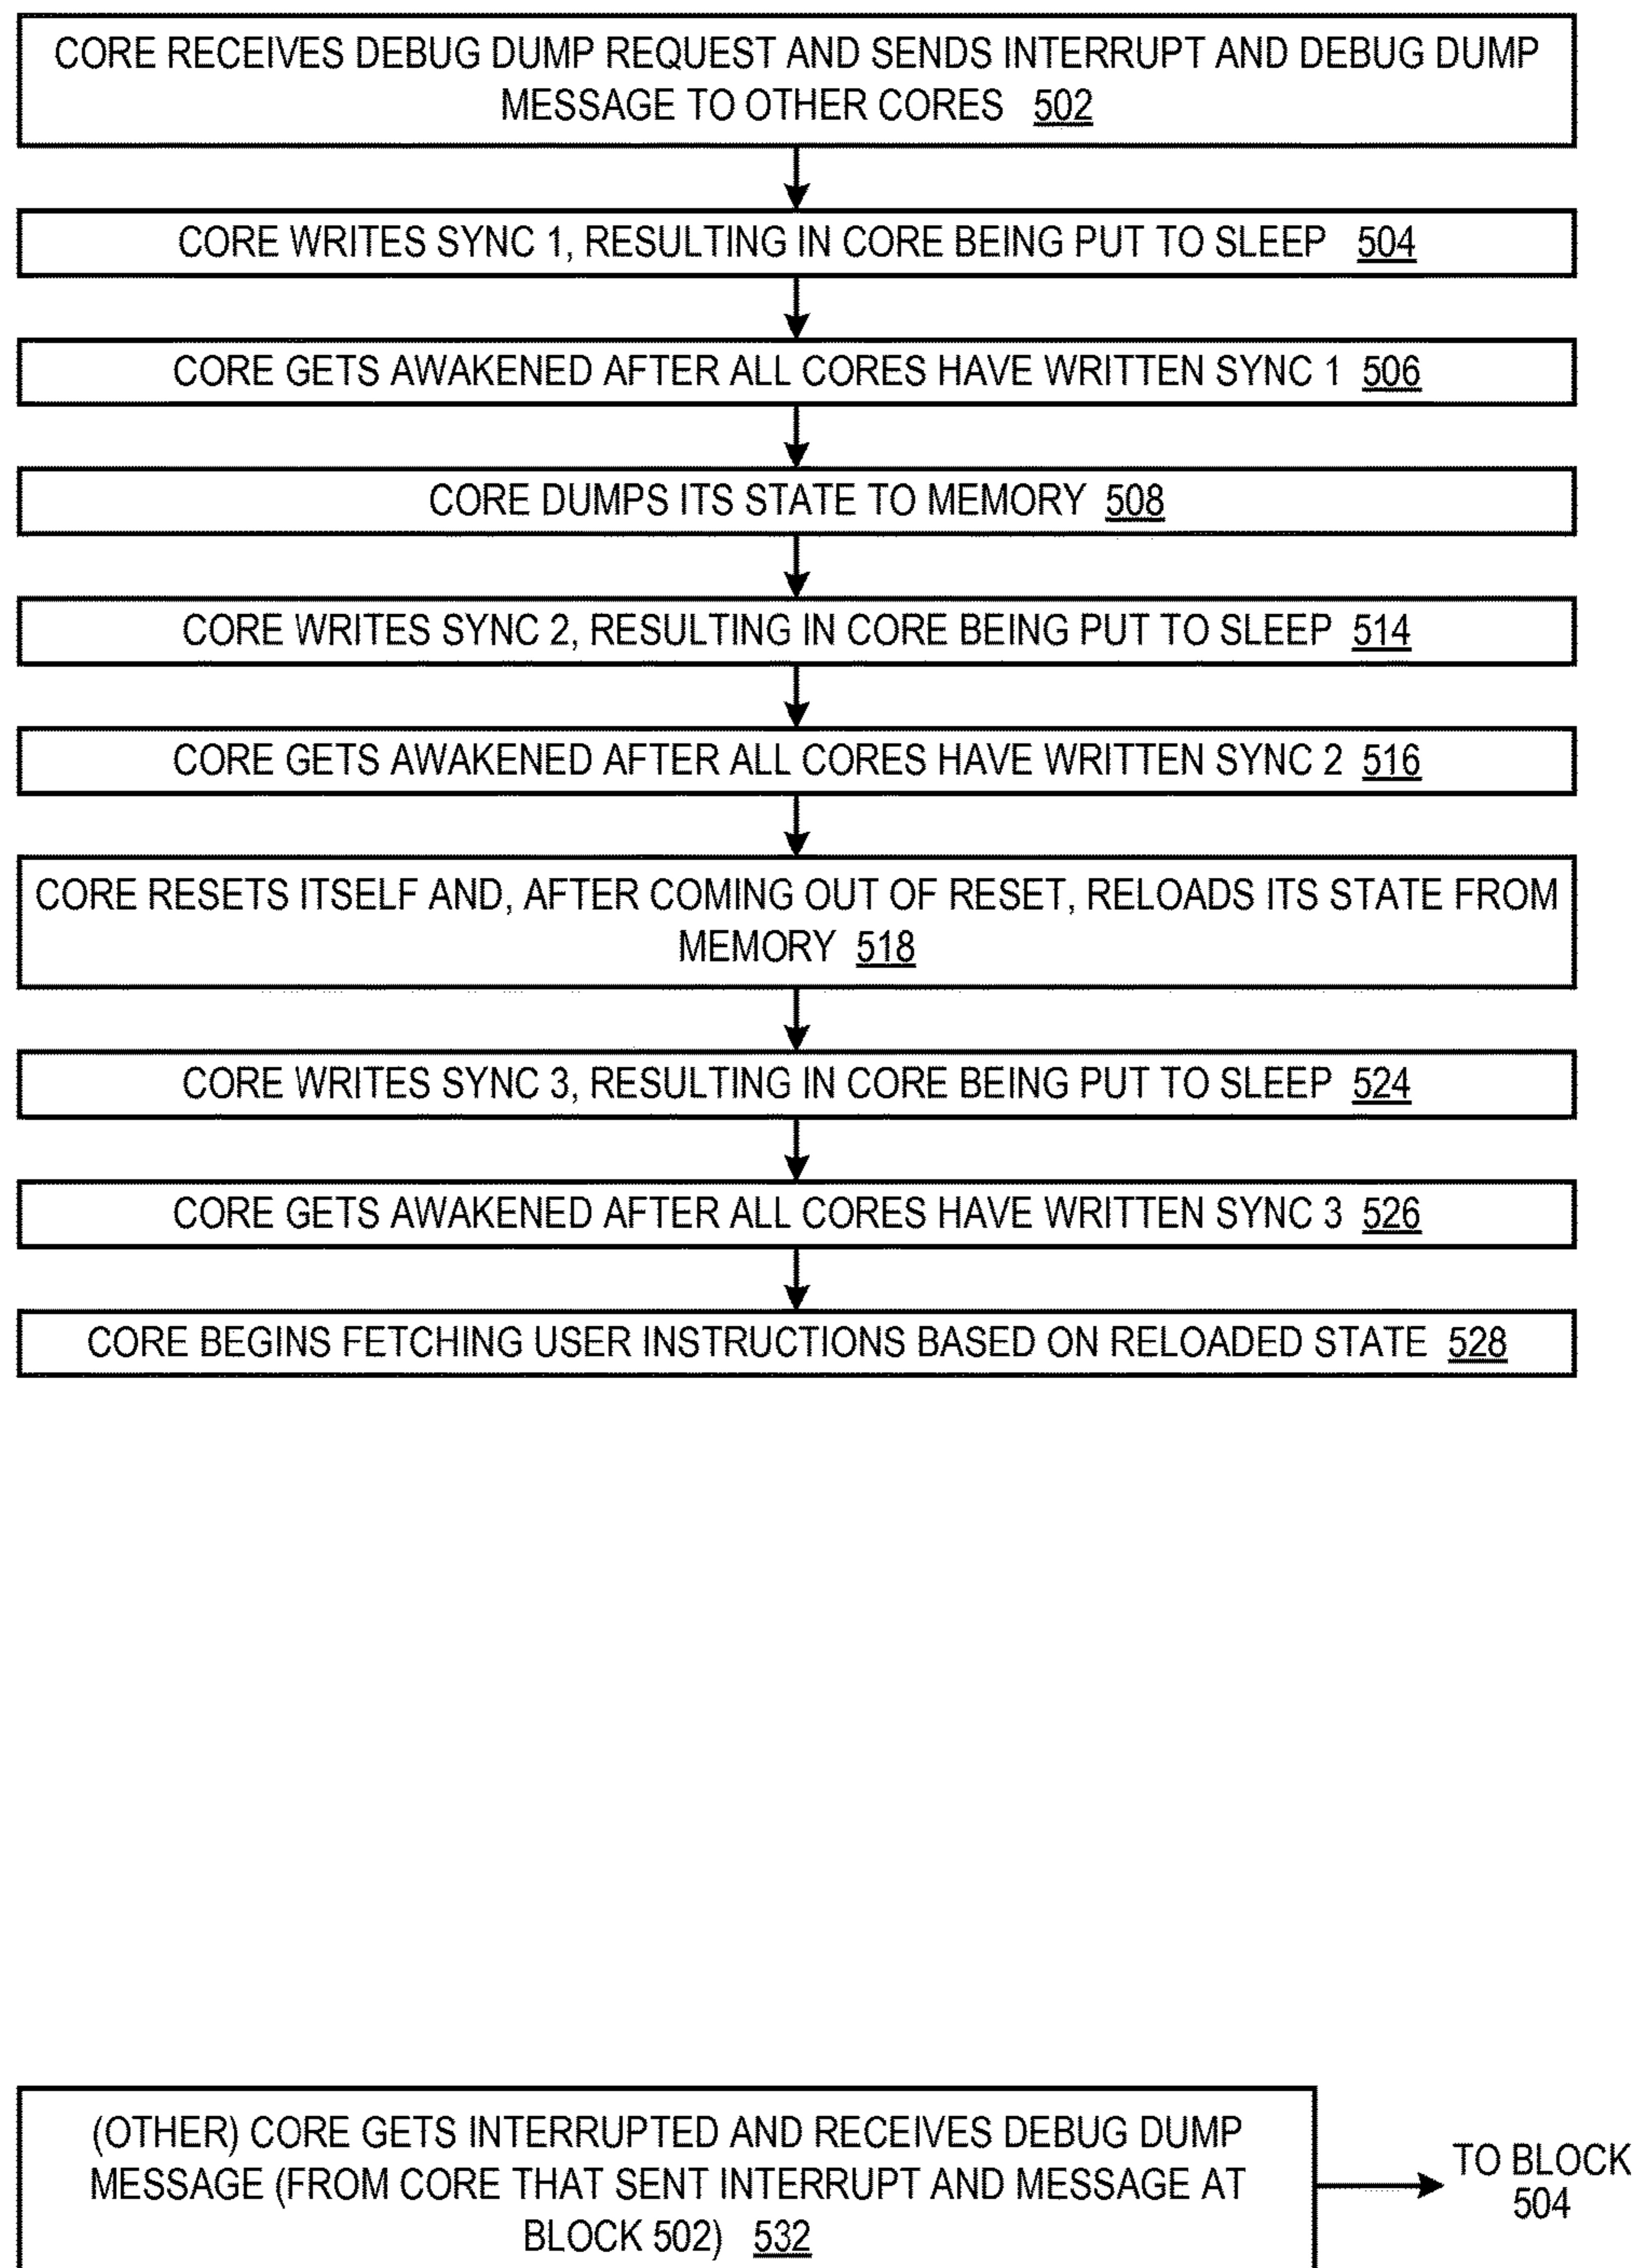 CORE RECEIVES DEBUG DUMP REQUEST AND SENDS INTERRUPT AND DEBUG DUMP
MESSAGE TO OTHER CORES 502
CORE WRITES SYNC 1, RESULTING IN CORE BEING PUT TO SLEEP 504
CORE GETS AWAKENED AFTER ALL CORES HAVE WRITTEN SYNC 1 506
CORE DUMPS ITS STATE TO MEMORY 508
CORE WRITES SYNC 2, RESULTING IN CORE BEING PUT TO SLEEP 514
CORE GETS AWAKENED AFTER ALL CORES HAVE WRITTEN SYNC 2 516
CORE RESETS ITSELF AND, AFTER COMING OUT OF RESET, RELOADS ITS STATE FROM
MEMORY 518
CORE WRITES SYNC 3, RESULTING IN CORE BEING PUT TO SLEEP 524
CORE GETS AWAKENED AFTER ALL CORES HAVE WRITTEN SYNC 3 526
CORE BEGINS FETCHING USER INSTRUCTIONS BASED ON RELOADED STATE 528
(OTHER) CORE GETS INTERRUPTED AND RECEIVES DEBUG DUMP
MESSAGE (FROM CORE THAT SENT INTERRUPT AND MESSAGE AT
BLOCK 502) 532
TO BLOCK
504